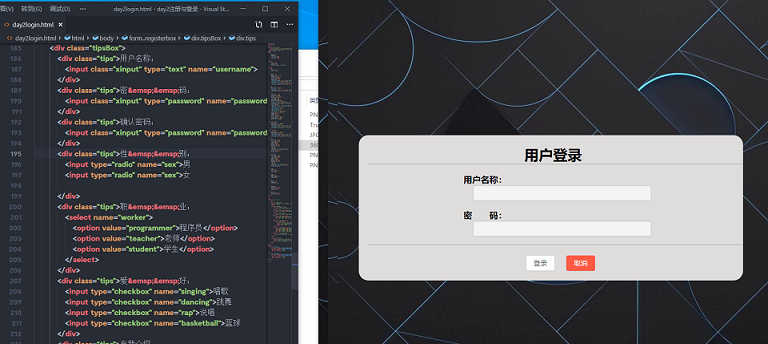 看(V) 转到(G) 调试(D) ··· day2login.html - day2注册与登录 - Visual St...
day2login.html ×
day2login.html › html › body › form.registerbox › div.tipsBox › div.tips
185 <div class="tipsBox">
186 <div class="tips">用户名称:
187 <input class="xinput" type="text" name="username">
188 </div>
189 <div class="tips">密&emsp;&emsp;码:
190 <input class="xinput" type="password" name="password
191 </div>
192 <div class="tips">确认密码:
193 <input class="xinput" type="password" name="password
194 </div>
195 <div class="tips">性&emsp;&emsp;别:
196 <input type="radio" name="sex">男
197 <input type="radio" name="sex">女
198
199 </div>
200 <div class="tips">职&emsp;&emsp;业:
201 <select name="worker">
202 <option value="programmer">程序员</option>
203 <option value="teacher">老师</option>
204 <option value="student">学生</option>
205 </select>
206 </div>
207 <div class="tips">爱&emsp;&emsp;好:
208 <input type="checkbox" name="singing">唱歌
209 <input type="checkbox" name="dancing">跳舞
210 <input type="checkbox" name="rap">说唱
211 <input type="checkbox" name="basketball">蓝球
212 </div>
类型
PN
Tru
JPG
360
PN
PN
用户登录
用户名称:
密 码:
登录 取消